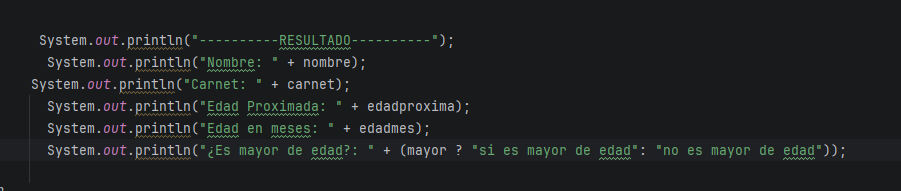 System.out.println("----------RESULTADO----------");
System.out.println("Nombre: " + nombre);
System.out.println("Carnet: " + carnet);
System.out.println("Edad Proximada: " + edadproxima);
System.out.println("Edad en meses: " + edadmes);
System.out.println("¿Es mayor de edad?: " + (mayor ? "si es mayor de edad": "no es mayor de edad"));